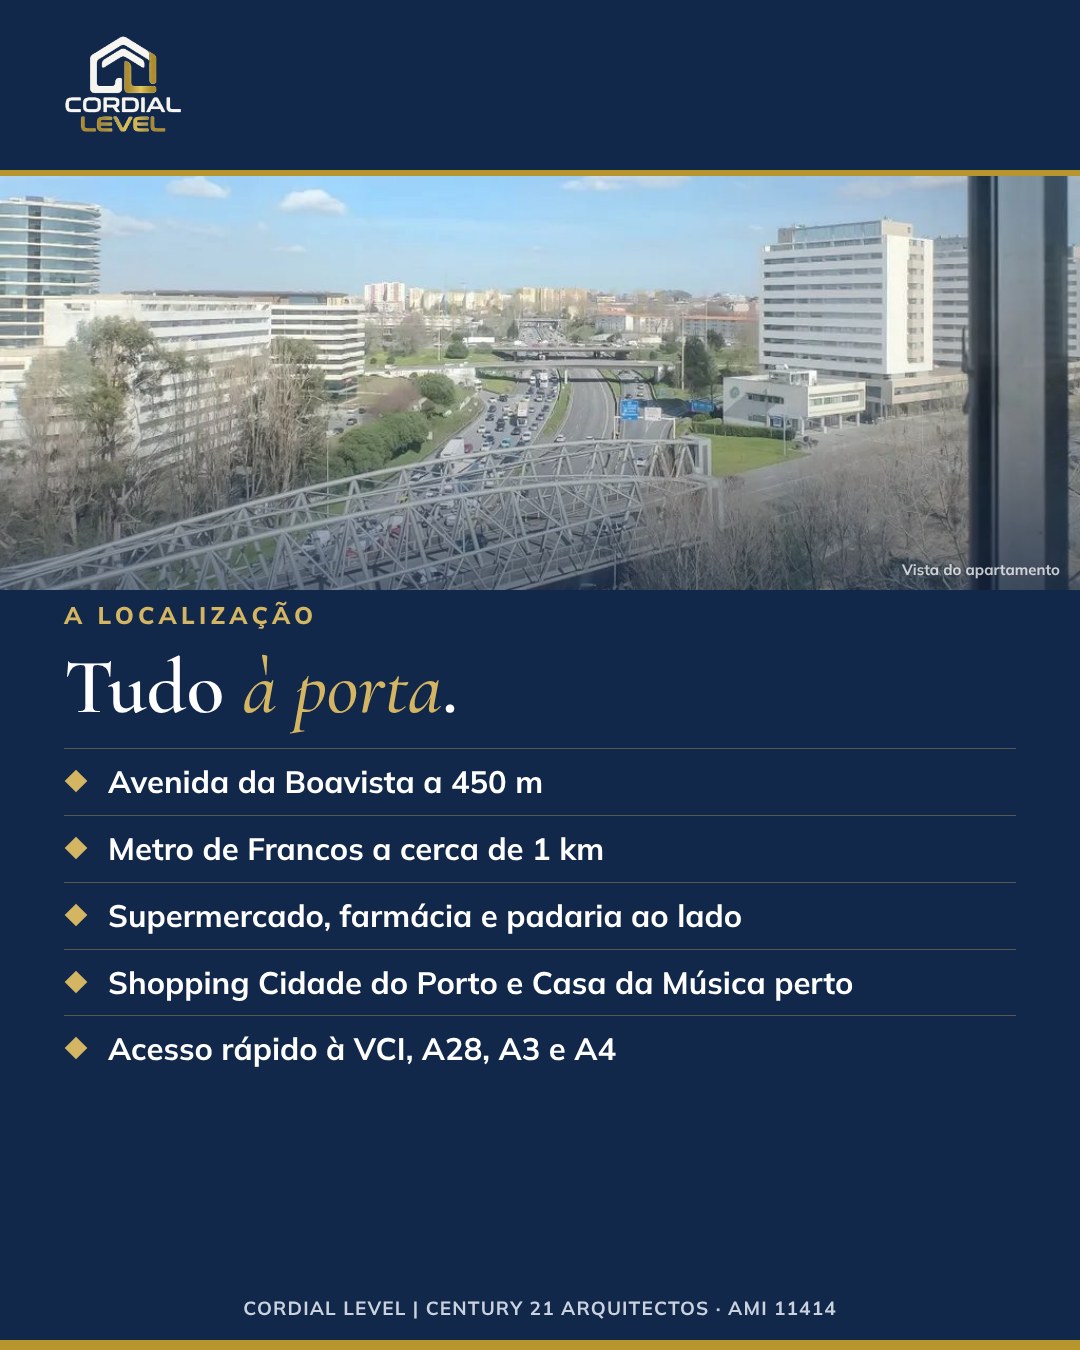 CORDIAL
LEVEL
Vista do apartamento
A LOCALIZAÇÃO
Tudo à porta.
Avenida da Boavista a 450 m
Metro de Francos a cerca de 1 km
Supermercado, farmácia e padaria ao lado
Shopping Cidade do Porto e Casa da Música perto
Acesso rápido à VCI, A28, A3 e A4
CORDIAL LEVEL | CENTURY 21 ARQUITECTOS · AMI 11414